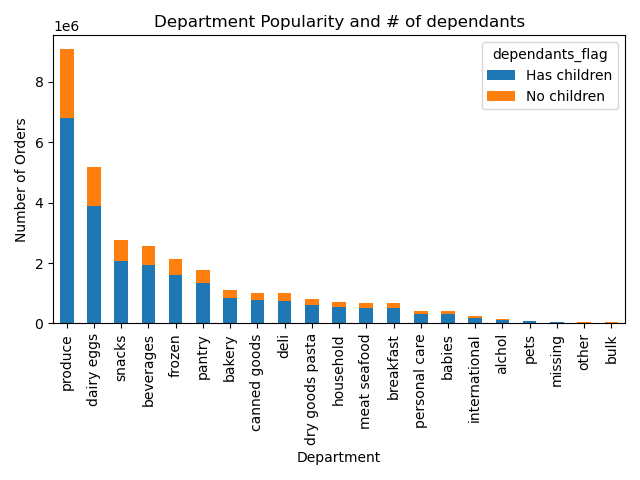 Department Popularity and # of dependants
1e6
dependants_flag
Has children
No children
8
6
4
2
0
Number of Orders
produce
dairy eggs
snacks
beverages
frozen
pantry
bakery
canned goods
deli
dry goods pasta
household
meat seafood
breakfast
personal care
babies
international
alchol
pets
missing
other
bulk
Department